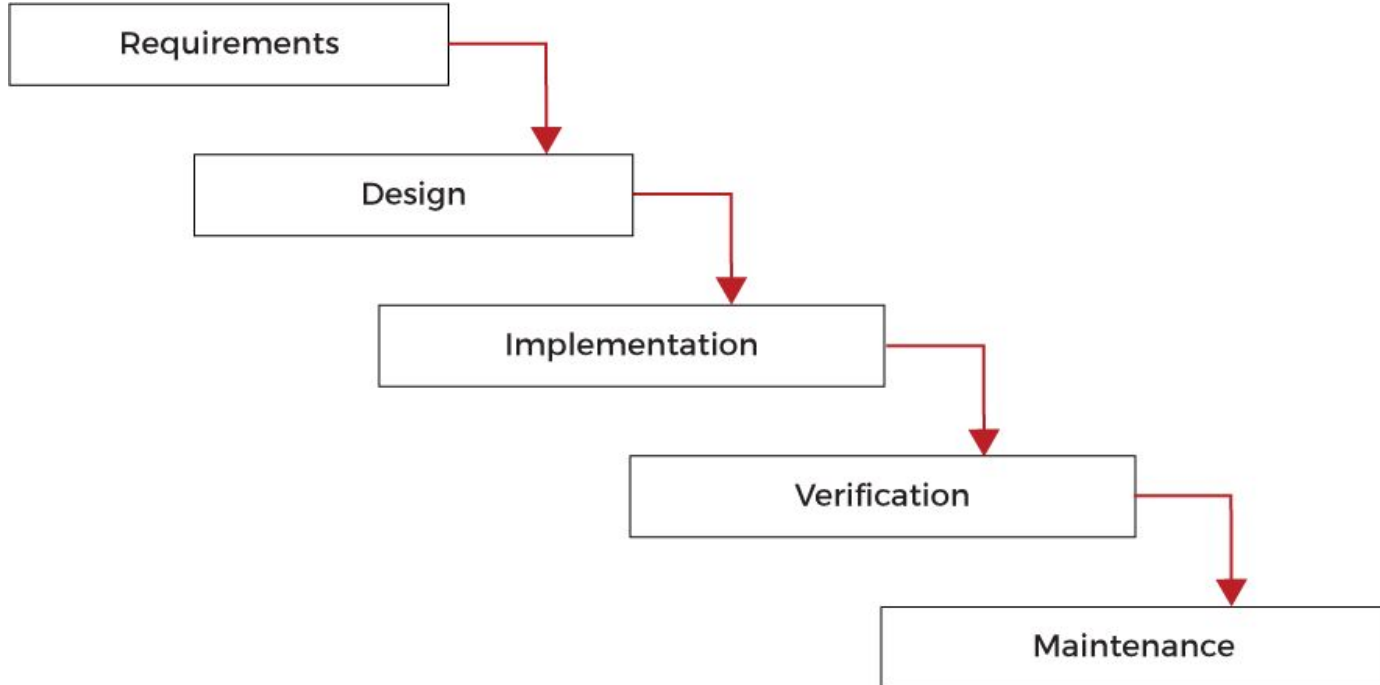 Requirements
Design
Implementation
Verification
Maintenance